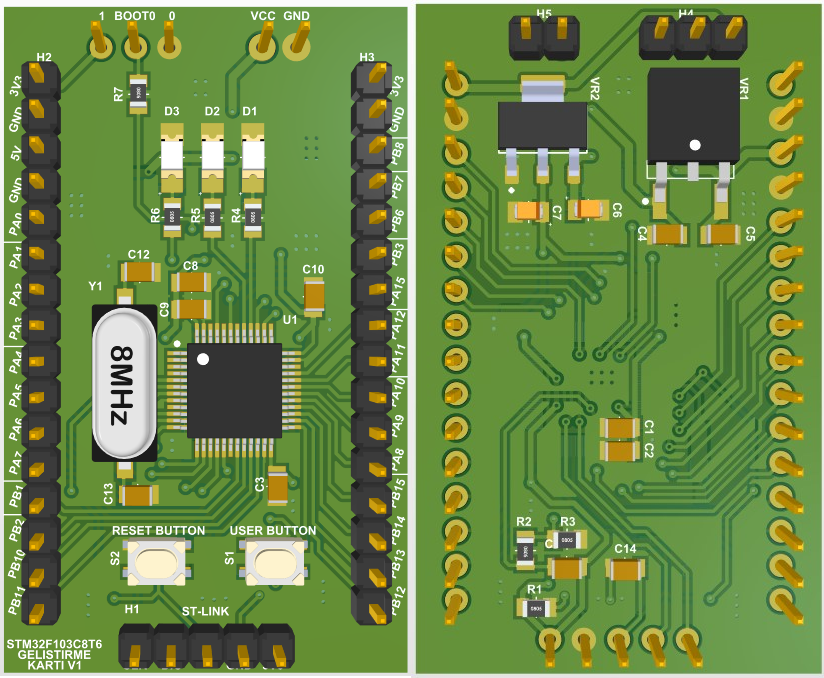 1 BOOT0 0
VCC GND
H2
H3
3V3
GND
5V
GND
PA0
PA1
PA2
PA3
PA4
PA5
PA6
PA7
PB1
PB2
PB10
PB11
R7
D3 D2 D1
R6 R5 R4
C12
C8
C10
Y1
C9
U1
8MHz
C13
C3
RESET BUTTON
USER BUTTON
S2
S1
H1
ST-LINK
STM32F103C8T6
GELISTIRME
KARTI V1
3V3
GND
PB8
PB7
PB6
PB3
PA15
PA12
PA11
PA10
PA9
PA8
PB15
PB14
PB13
PB12
H5
H4
VR2
VR1
C7
C6
C4
C5
C1
C2
R2
R3
0805
C14
R1
0805